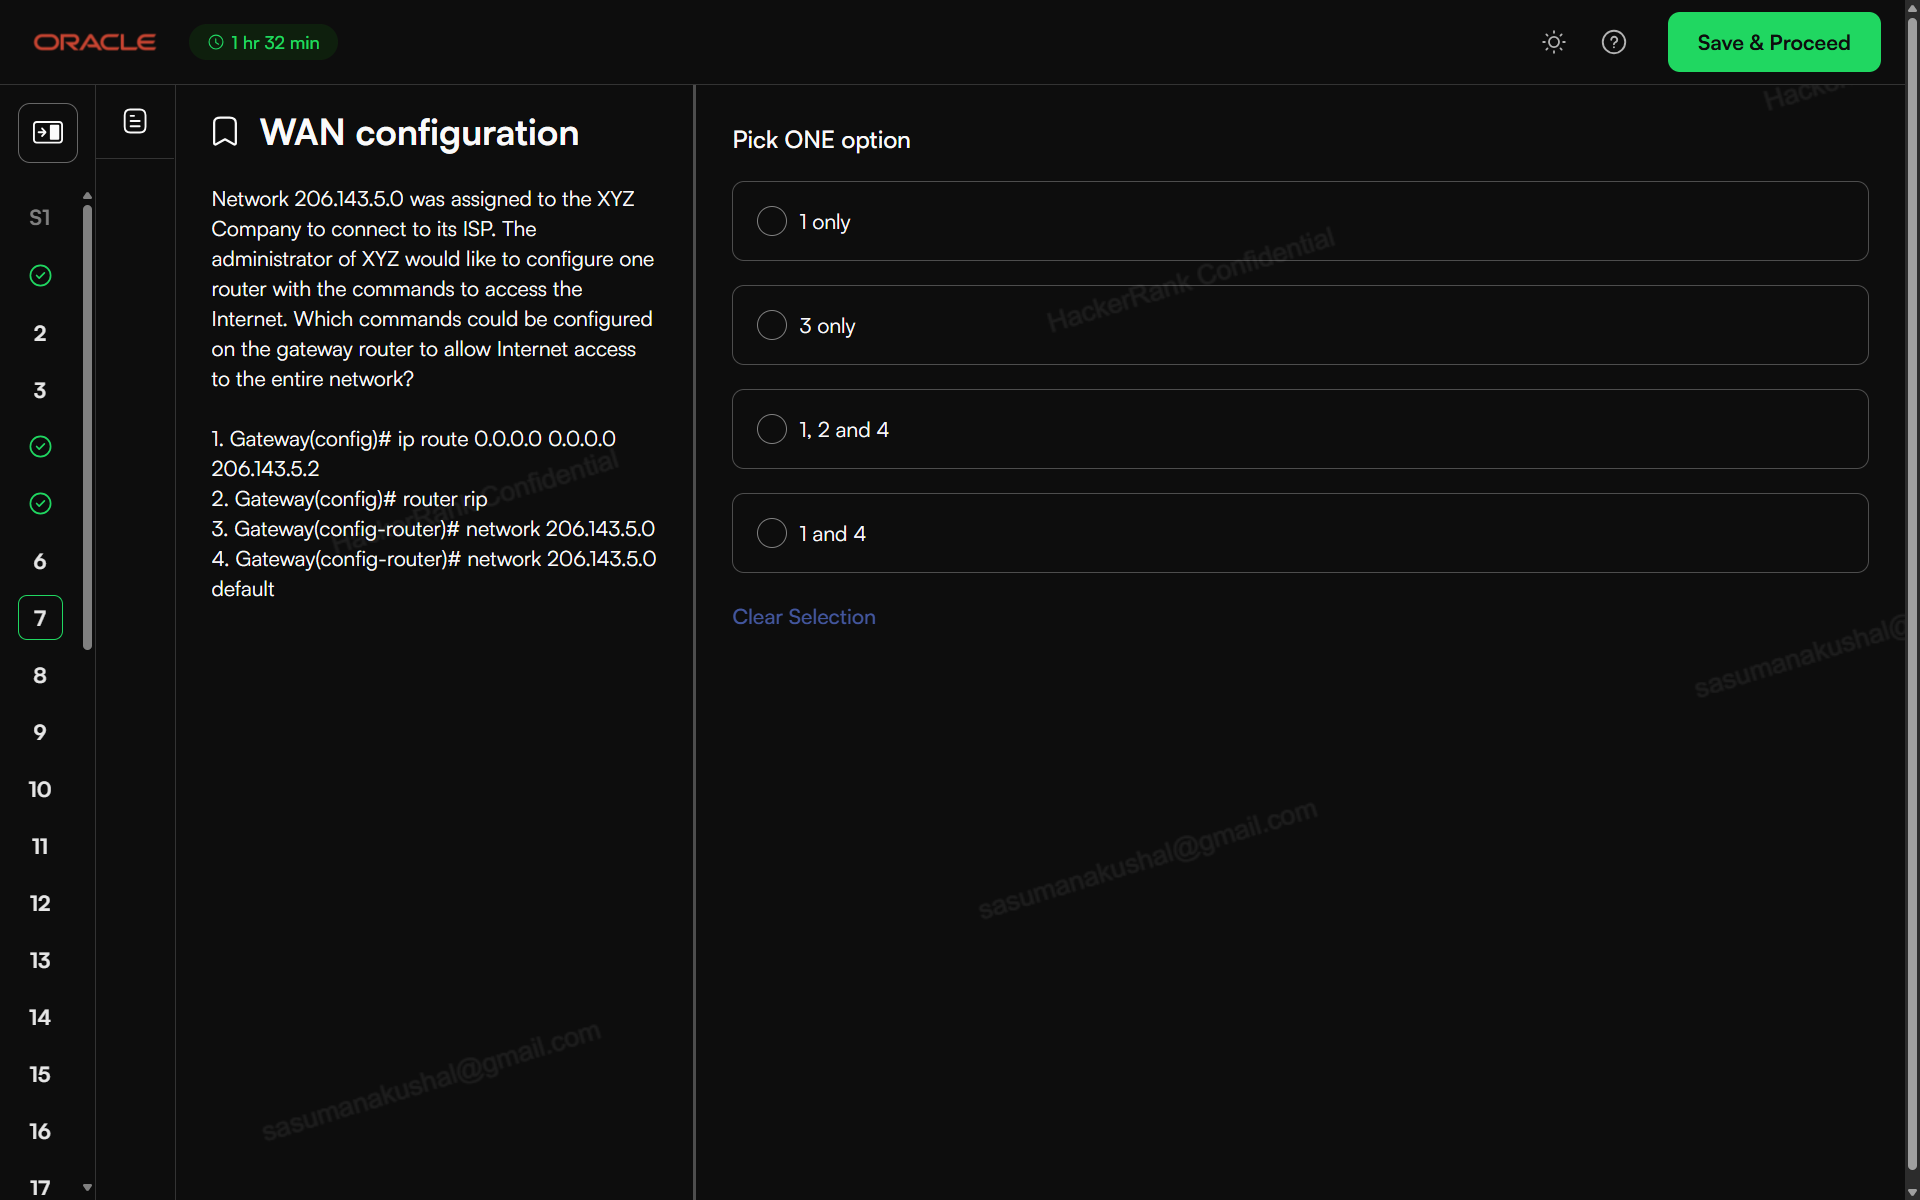 ORACLE
1 hr 32 min
Save & Proceed
S1
2
3
6
7
8
9
10
11
12
13
14
15
16
17
WAN configuration
Network 206.143.5.0 was assigned to the XYZ
Company to connect to its ISP. The
administrator of XYZ would like to configure one
router with the commands to access the
Internet. Which commands could be configured
on the gateway router to allow Internet access
to the entire network?
1. Gateway(config)# ip route 0.0.0.0 0.0.0.0
206.143.5.2
2. Gateway(config)# router rip
3. Gateway(config-router)# network 206.143.5.0
4. Gateway(config-router)# network 206.143.5.0
default
Pick ONE option
1 only
3 only
1, 2 and 4
1 and 4
Clear Selection
HackerRank Confidential
HackerRank Confidential
sasumanakushal@
sasumanakushal@gmail.com
sasumanakushal@gmail.com